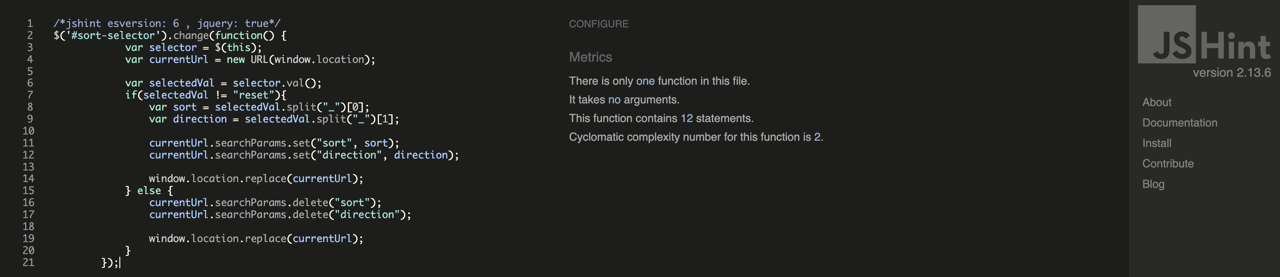 1 /*jshint esversion: 6 , jquery: true*/
2 $('#sort-selector').change(function() {
3 var selector = $(this);
4 var currentUrl = new URL(window.location);
5
6 var selectedVal = selector.val();
7 if(selectedVal != "reset"){
8 var sort = selectedVal.split("_")[0];
9 var direction = selectedVal.split("_")[1];
10
11 currentUrl.searchParams.set("sort", sort);
12 currentUrl.searchParams.set("direction", direction);
13
14 window.location.replace(currentUrl);
15 } else {
16 currentUrl.searchParams.delete("sort");
17 currentUrl.searchParams.delete("direction");
18
19 window.location.replace(currentUrl);
20 }
21 });
CONFIGURE
Metrics
There is only one function in this file.
It takes no arguments.
This function contains 12 statements.
Cyclomatic complexity number for this function is 2.
JSHint
version 2.13.6
About
Documentation
Install
Contribute
Blog